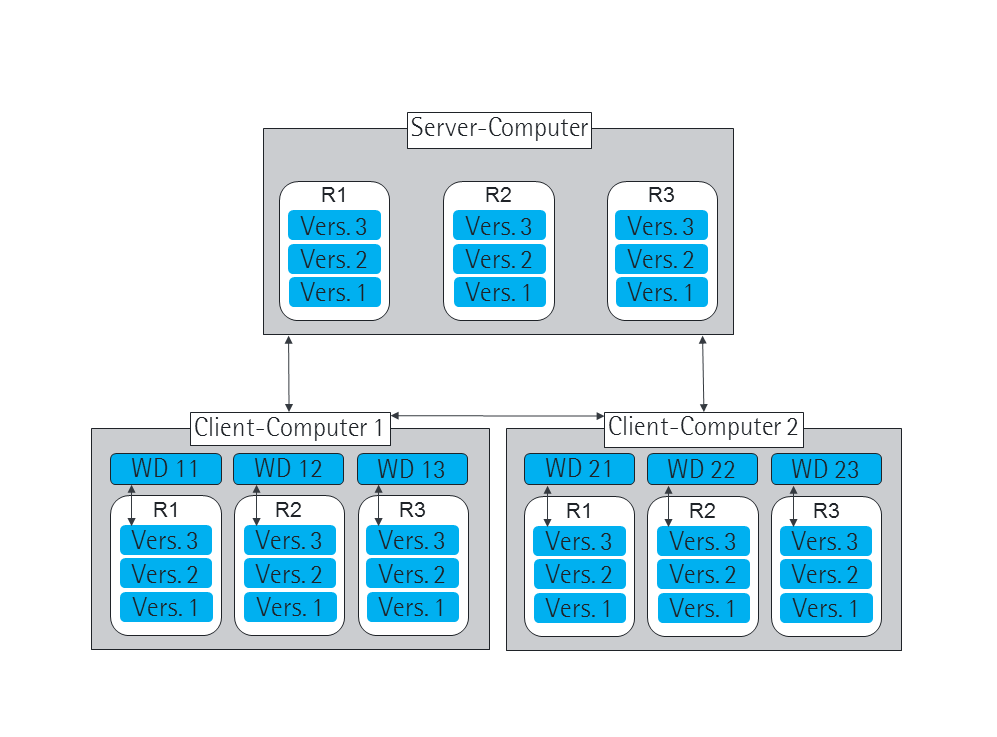 Server-Computer
R1 R2 R3
Vers. 3 Vers. 3 Vers. 3
Vers. 2 Vers. 2 Vers. 2
Vers. 1 Vers. 1 Vers. 1
Client-Computer 1 Client-Computer 2
WD 11 WD 12 WD 13 WD 21 WD 22 WD 23
R1 R2 R3 R1 R2 R3
Vers. 3 Vers. 3 Vers. 3 Vers. 3 Vers. 3 Vers. 3
Vers. 2 Vers. 2 Vers. 2 Vers. 2 Vers. 2 Vers. 2
Vers. 1 Vers. 1 Vers. 1 Vers. 1 Vers. 1 Vers. 1